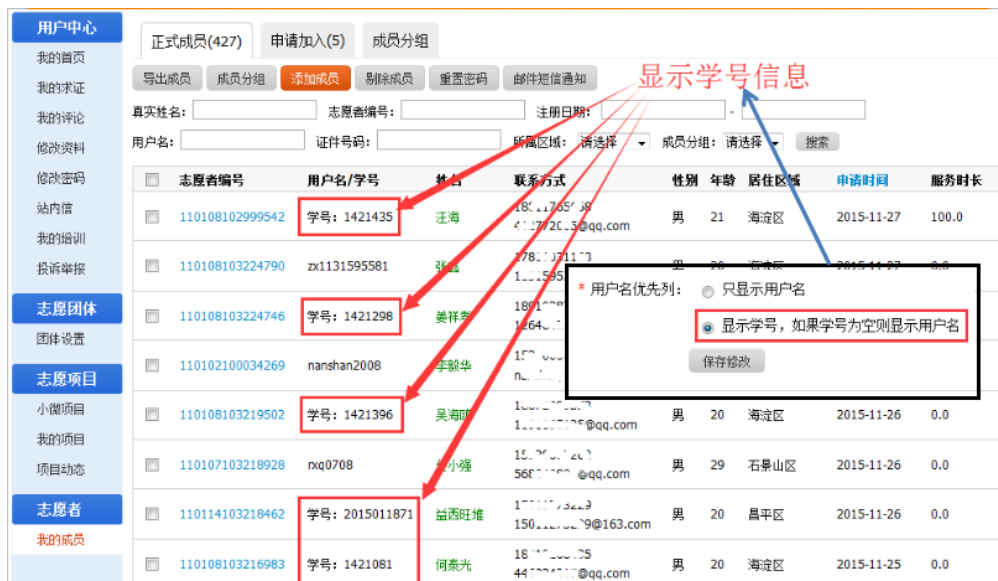 用户中心
我的首页
我的求证
我的评论
修改资料
修改密码
站内信
我的培训
投诉举报
志愿团体
团体设置
志愿项目
小微项目
我的项目
项目动态
志愿者
我的成员
正式成员(427) 申请加入(5) 成员分组
导出成员 成员分组 添加成员 剔除成员 重置密码 邮件短信通知
显示学号信息
真实姓名: 志愿者编号: 注册日期: -
用户名: 证件号码: 所属区域: 请选择 成员分组: 请选择 搜索
志愿者编号 用户名/学号 姓名 联系方式 性别 年龄 居住区域 申请时间 服务时长
110108102999542 学号: 1421435 汪海 @qq.com 男 21 海淀区 2015-11-27 100.0
110108103224790 zx1131595581
110108103224746 学号: 1421298
110102100034269 nanshan2008
110108103219502 学号: 1421396 @qq.com 男 20 海淀区 2015-11-26 0.0
110107103218928 rxq0708 小强 @qq.com 男 29 石景山区 2015-11-26 0.0
110114103218462 学号: 2015011871 益西旺堆 9@163.com 男 20 昌平区 2015-11-26 0.0
110108103216983 学号: 1421081 何泰光 @qq.com 男 20 海淀区 2015-11-25 0.0
* 用户名优先列: 只显示用户名
显示学号，如果学号为空则显示用户名
保存修改